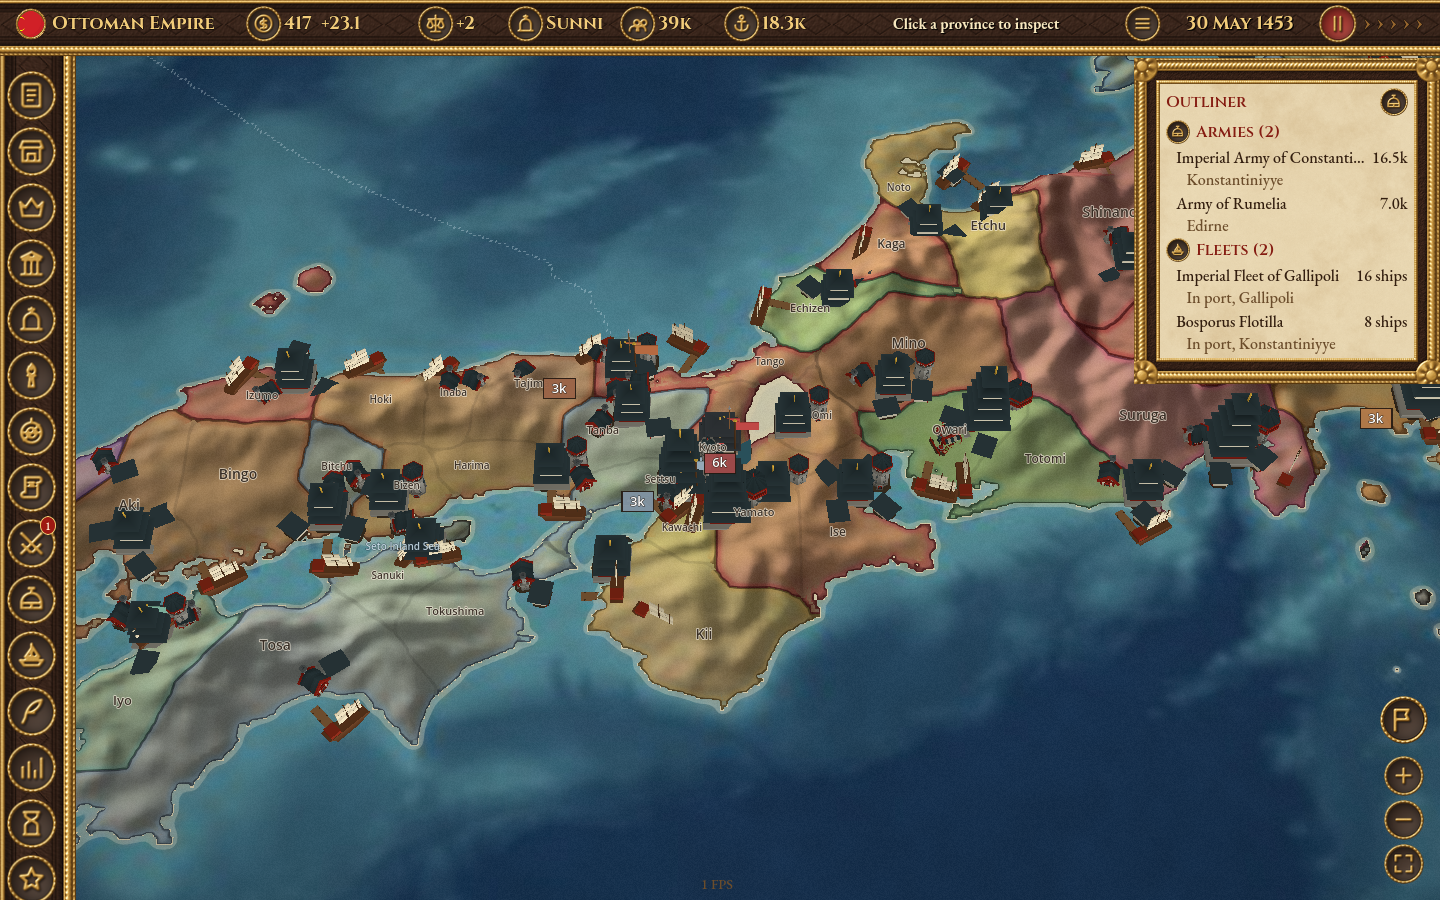 OTTOMAN EMPIRE
417 +23.1
+2
SUNNI
39K
18.3K
Click a province to inspect
30 MAY 1453
OUTLINER
ARMIES (2)
Imperial Army of Constanti... 16.5k
Konstantiniyye
Army of Rumelia 7.0k
Edirne
FLEETS (2)
Imperial Fleet of Gallipoli 16 ships
In port, Gallipoli
Bosporus Flotilla 8 ships
In port, Konstantiniyye
Noto
Etchu
Kaga
Echizen
Mino
Tango
Izumo
Hoki
Inaba
3k
Omi
Suruga
3k
Tanba
Kyoto
Owari
Totomi
6k
Bingo
Bitchu
Harima
Bizen
Settsu
3k
Aki
Kawachi
Yamato
Ise
Seto Inland Sea
Sanuki
Tokushima
Kii
Tosa
Iyo
1
1 FPS